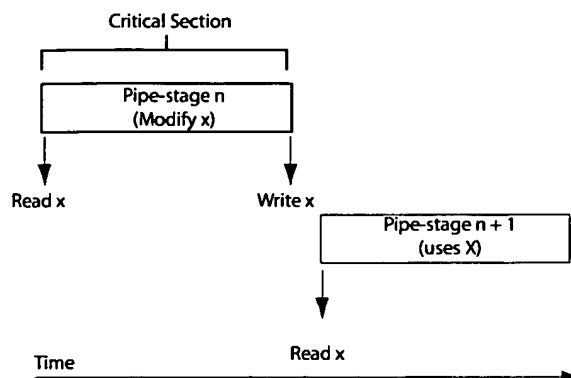 Critical Section
Pipe-stage n
(Modify x)
Read x
Write x
Pipe-stage n + 1
(uses X)
Read x
Time